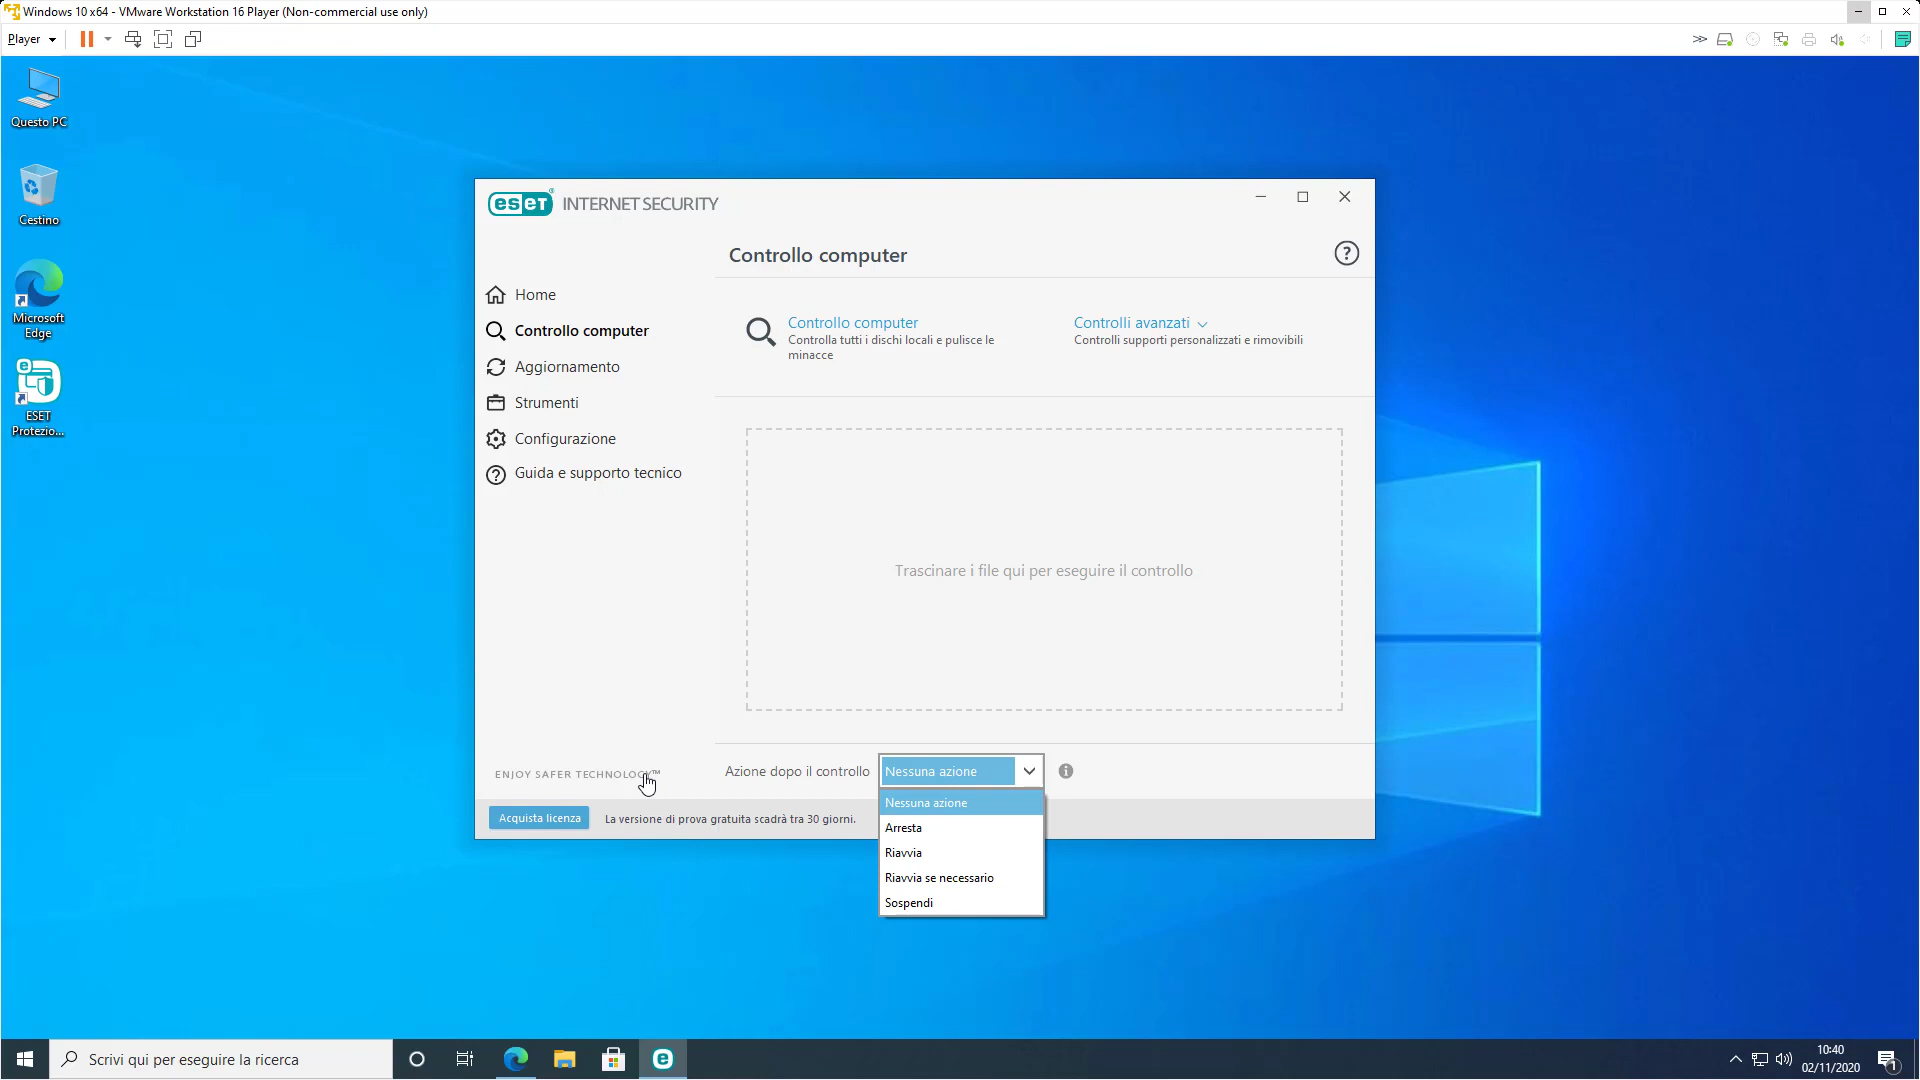 Windows 10 x64 - VMware Workstation 16 Player (Non-commercial use only)
Player
Questo PC
Cestino
Microsoft
Edge
ESET
Protezio...
eseT INTERNET SECURITY
Controllo computer
Home
Controllo computer
Aggiornamento
Strumenti
Configurazione
Guida e supporto tecnico
Controllo computer
Controlla tutti i dischi locali e pulisce le
minacce
Controlli avanzati
Controlli supporti personalizzati e rimovibili
Trascinare i file qui per eseguire il controllo
ENJOY SAFER TECHNOLOGY™
Azione dopo il controllo
Nessuna azione
Nessuna azione
Arresta
Riavvia
Riavvia se necessario
Sospendi
Acquista licenza
La versione di prova gratuita scadrà tra 30 giorni.
Scrivi qui per eseguire la ricerca
10:40
02/11/2020
1